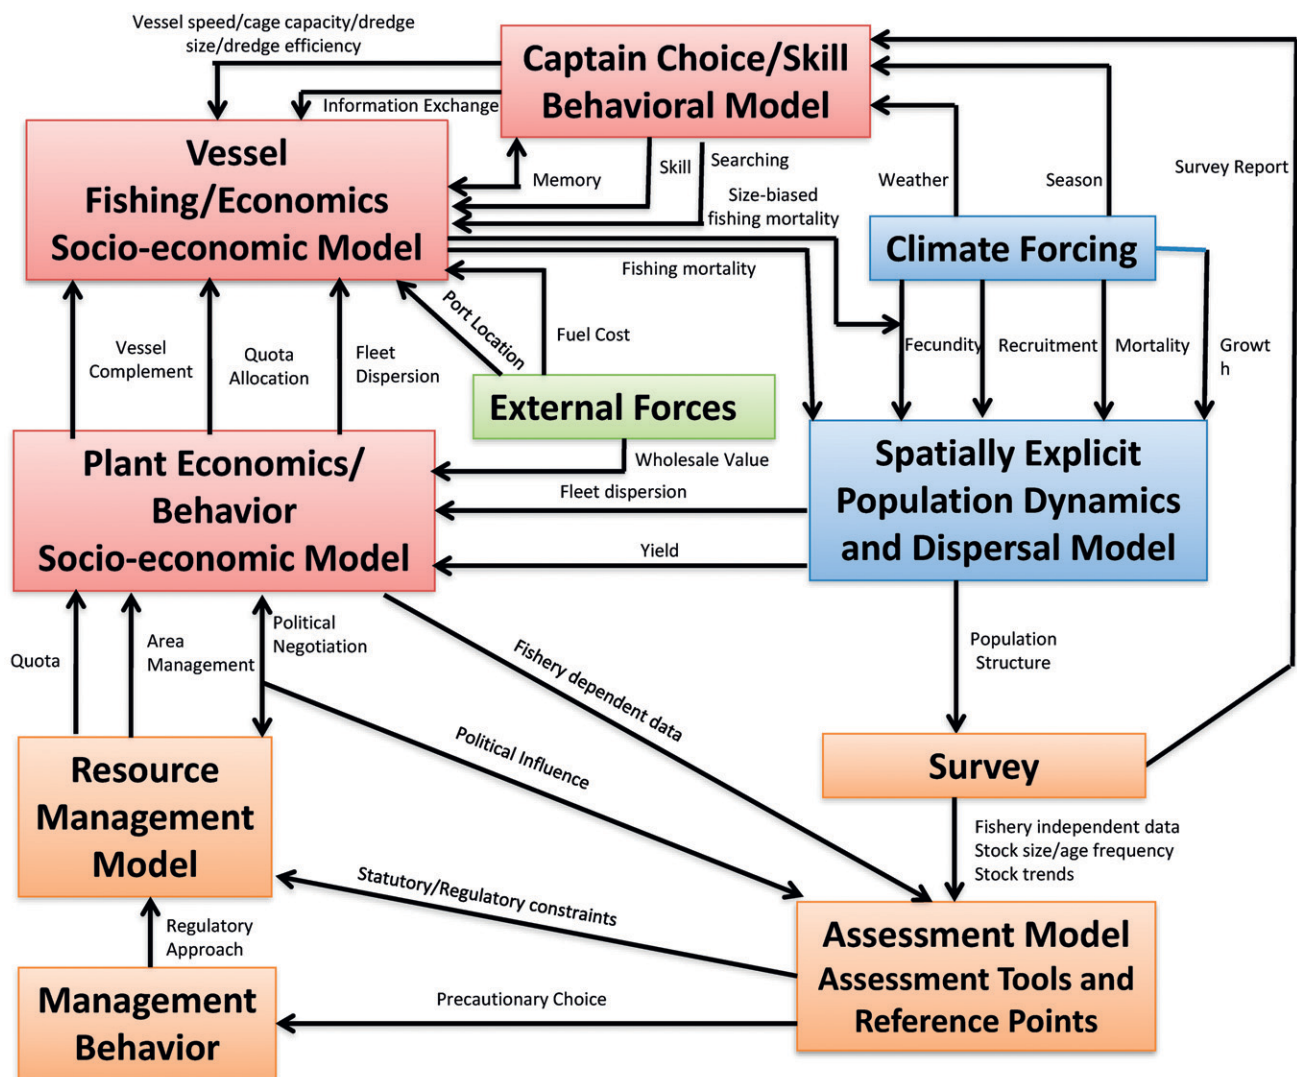 Vessel speed/cage capacity/dredge
size/dredge efficiency
Captain Choice/Skill
Behavioral Model
Information Exchange
Vessel
Fishing/Economics
Socio-economic Model
Memory
Skill
Searching
Size-biased
fishing mortality
Weather
Season
Survey Report
Climate Forcing
Fishing mortality
Port Location
Fuel Cost
Fecundity
Recruitment
Mortality
Growt
h
Vessel
Complement
Quota
Allocation
Fleet
Dispersion
External Forces
Wholesale Value
Plant Economics/
Behavior
Socio-economic Model
Fleet dispersion
Yield
Spatially Explicit
Population Dynamics
and Dispersal Model
Quota
Area
Management
Political
Negotiation
Fishery dependent data
Political Influence
Population
Structure
Resource
Management
Model
Survey
Fishery independent data
Stock size/age frequency
Stock trends
Statutory/Regulatory constraints
Regulatory
Approach
Assessment Model
Assessment Tools and
Reference Points
Management
Behavior
Precautionary Choice